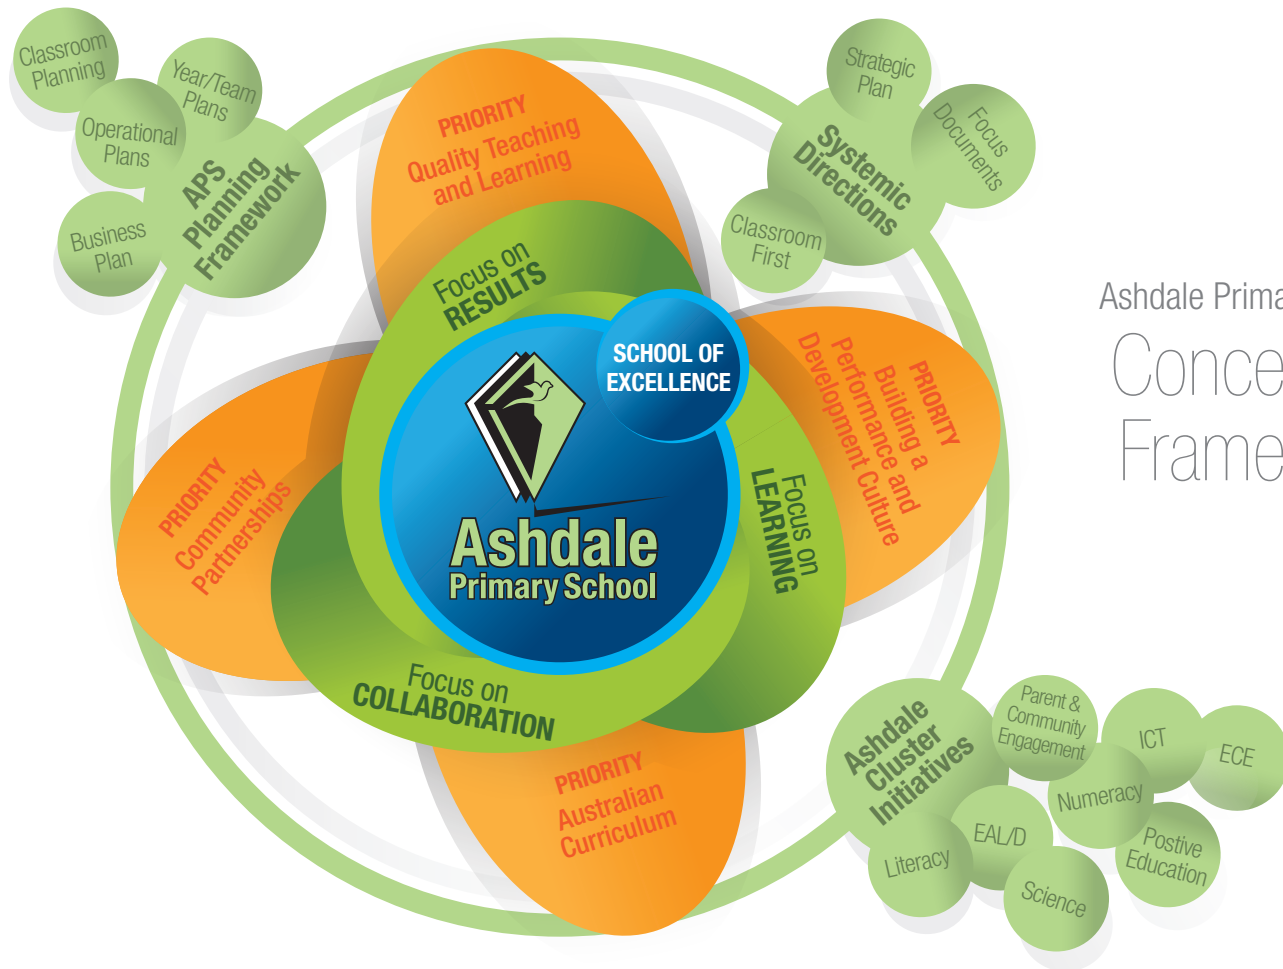 Classroom
Planning
Year/Team
Plans
Operational
Plans
Business
Plan
APS
Planning
Framework
PRIORITY
Quality Teaching
and Learning
Strategic
Plan
Focus
Documents
Systemic
Directions
Classroom
First
Focus on
RESULTS
SCHOOL OF
EXCELLENCE
PRIORITY
Building a
Performance and
Development Culture
Ashdale Prima
Conce
Frame
PRIORITY
Community
Partnerships
Ashdale
Primary School
Focus on
LEARNING
Focus on
COLLABORATION
PRIORITY
Australian
Curriculum
Ashdale
Cluster
Initiatives
Parent &
Community
Engagement
ICT
ECE
Numeracy
EAL/D
Literacy
Postive
Education
Science